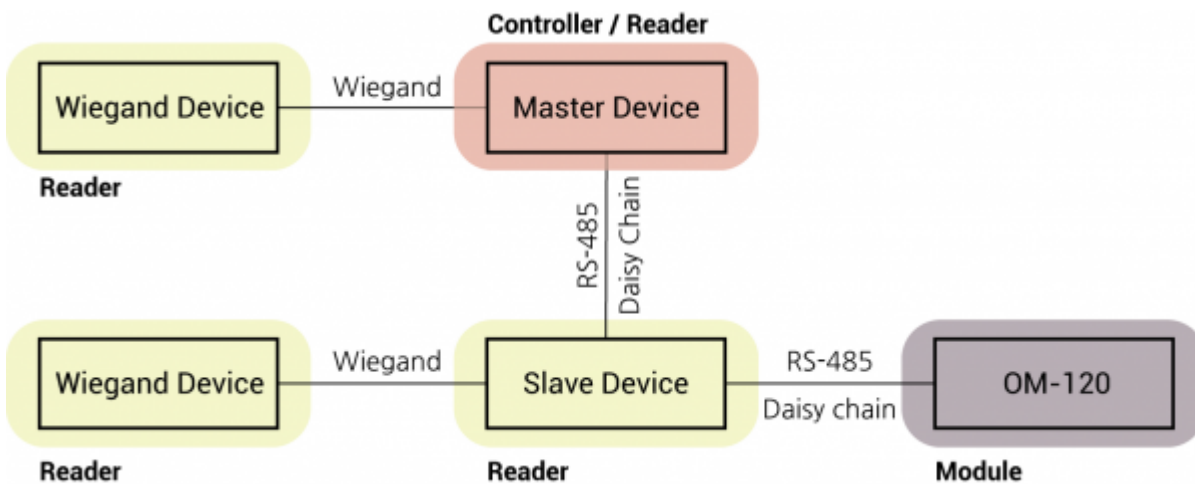 Controller / Reader
Wiegand Device
Wiegand
Master Device
Reader
RS-485
Daisy Chain
Wiegand Device
Wiegand
Slave Device
RS-485
Daisy chain
OM-120
Reader
Reader
Module